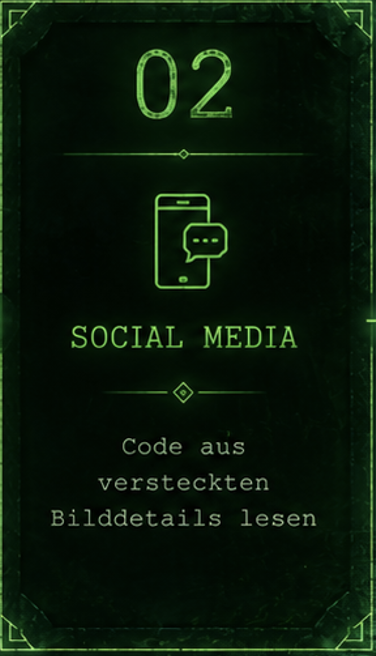 02
SOCIAL MEDIA
Code aus
versteckten
Bilddetails lesen